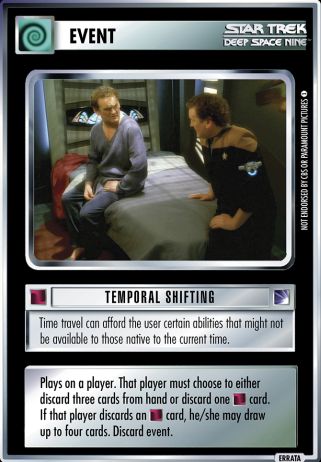 EVENT
STAR TREK
DEEP SPACE NINE
NOT ENDORSED BY CBS OR PARAMOUNT PICTURES
TEMPORAL SHIFTING
Time travel can afford the user certain abilities that might not
be available to those native to the current time.
Plays on a player. That player must choose to either
discard three cards from hand or discard one card.
If that player discards an card, he/she may draw
up to four cards. Discard event.
ERRATA